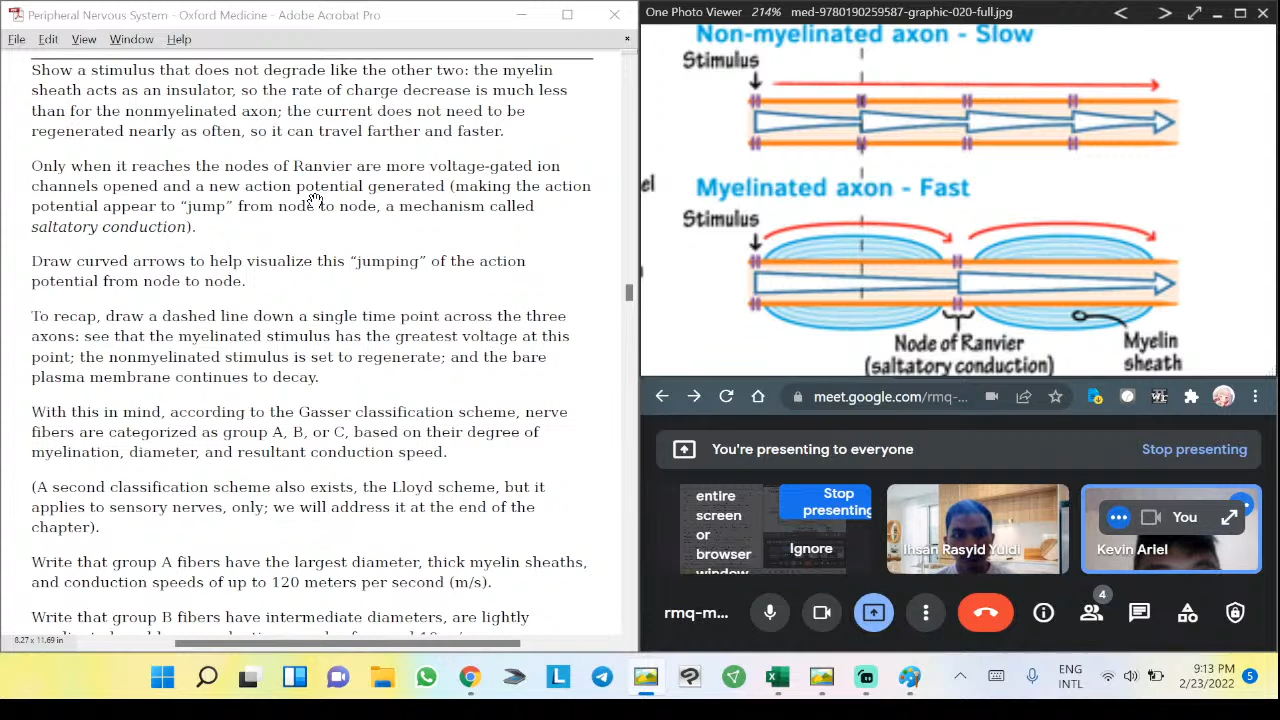 Peripheral Nervous System - Oxford Medicine - Adobe Acrobat Pro
File Edit View Window Help
Show a stimulus that does not degrade like the other two: the myelin
sheath acts as an insulator, so the rate of charge decrease is much less
than for the nonmyelinated axon; the current does not need to be
regenerated nearly as often, so it can travel farther and faster.
Only when it reaches the nodes of Ranvier are more voltage-gated ion
channels opened and a new action potential generated (making the action
potential appear to “jump” from node to node, a mechanism called
saltatory conduction).
Draw curved arrows to help visualize this “jumping” of the action
potential from node to node.
To recap, draw a dashed line down a single time point across the three
axons: see that the myelinated stimulus has the greatest voltage at this
point; the nonmyelinated stimulus is set to regenerate; and the bare
plasma membrane continues to decay.
With this in mind, according to the Gasser classification scheme, nerve
fibers are categorized as group A, B, or C, based on their degree of
myelination, diameter, and resultant conduction speed.
(A second classification scheme also exists, the Lloyd scheme, but it
applies to sensory nerves, only; we will address it at the end of the
chapter).
Write that group A fibers have the largest diameter, thick myelin sheaths,
and conduction speeds of up to 120 meters per second (m/s).
Write that group B fibers have intermediate diameters, are lightly
8.27 x 11.69 in
One Photo Viewer 214% med-9780190259587-graphic-020-full.jpg
Non-myelinated axon - Slow
Stimulus
el
Myelinated axon - Fast
Stimulus
Node of Ranvier
(saltatory conduction)
Myelin
sheath
meet.google.com/rmq-...
You're presenting to everyone
Stop presenting
entire
screen
or
browser
window
Stop
presenting
Ignore
Ihsan Rasyid Yuldi
You
Kevin Ariel
rmq-m...
4
ENG
INTL
9:13 PM
2/23/2022
5